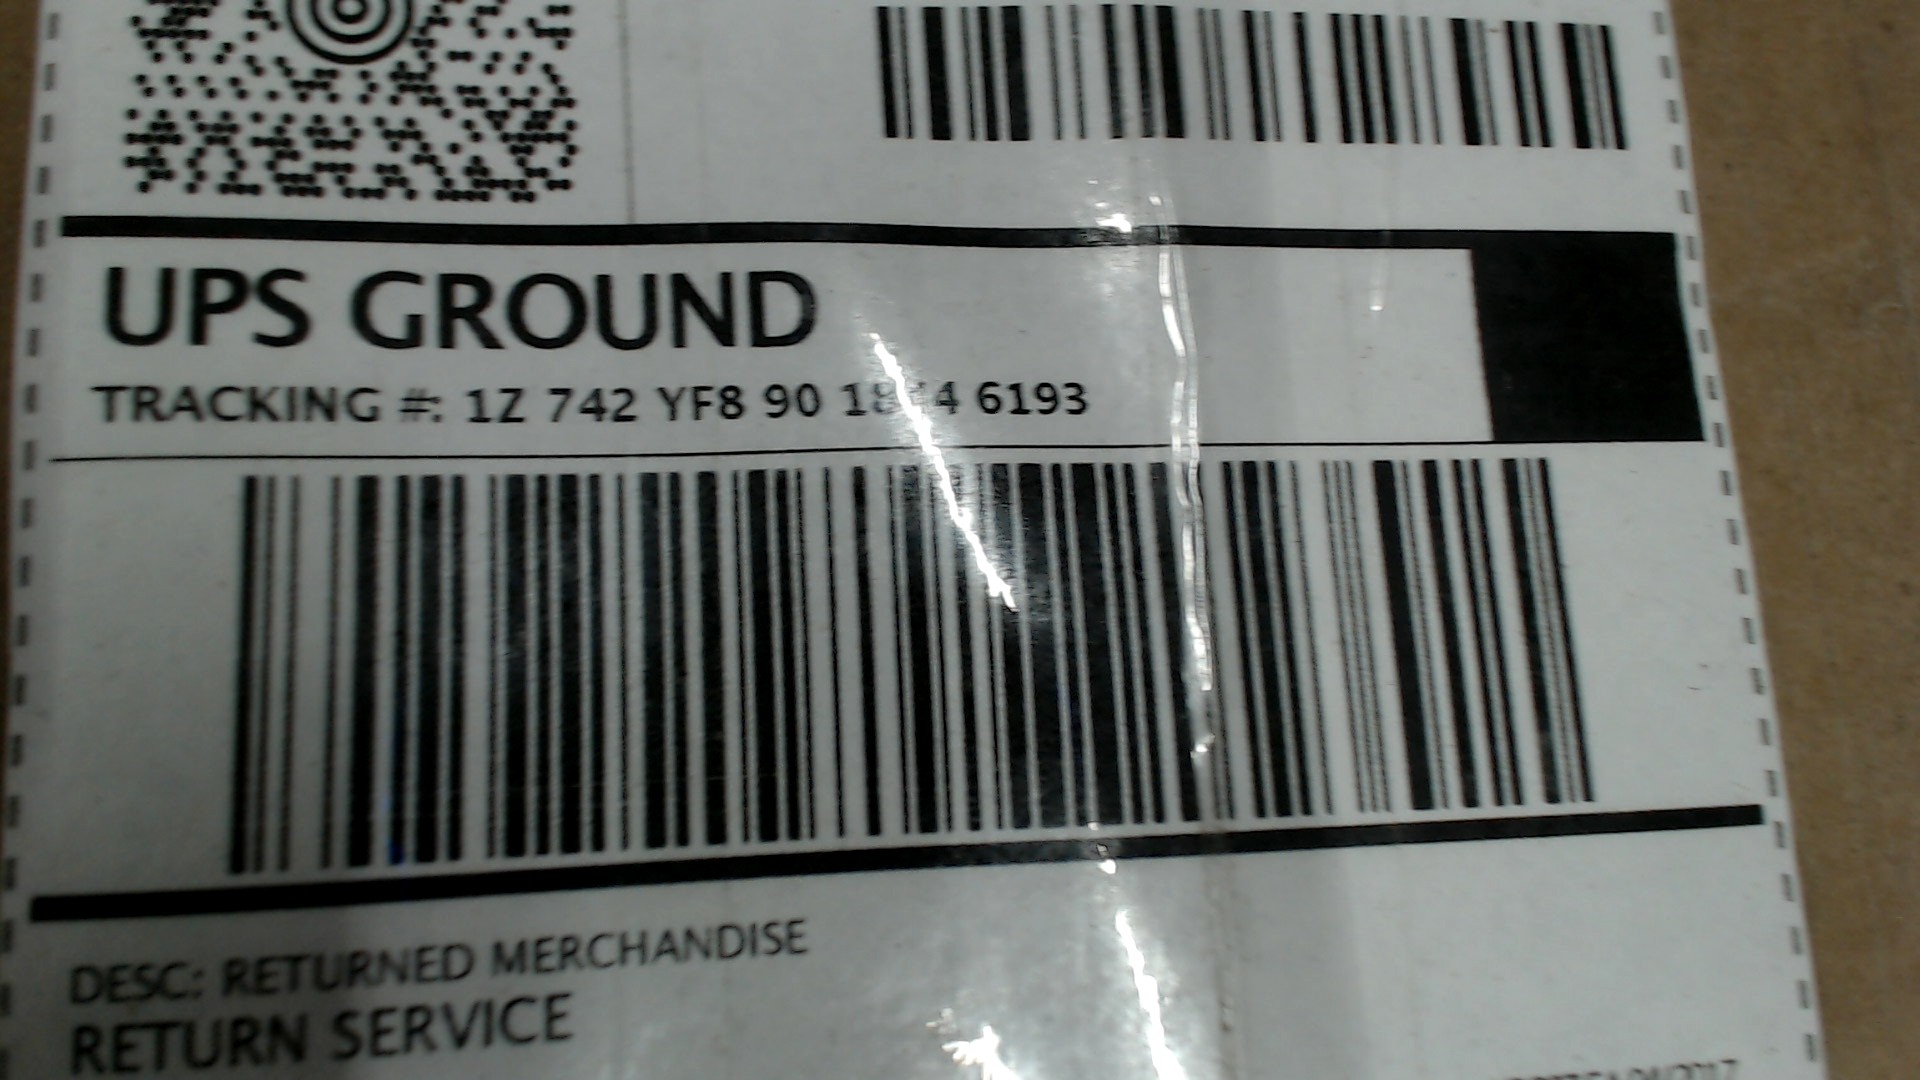 UPS GROUND
TRACKING #: 1Z 742 YF8 90 6193
DESC: RETURNED MERCHANDISE
RETURN SERVICE